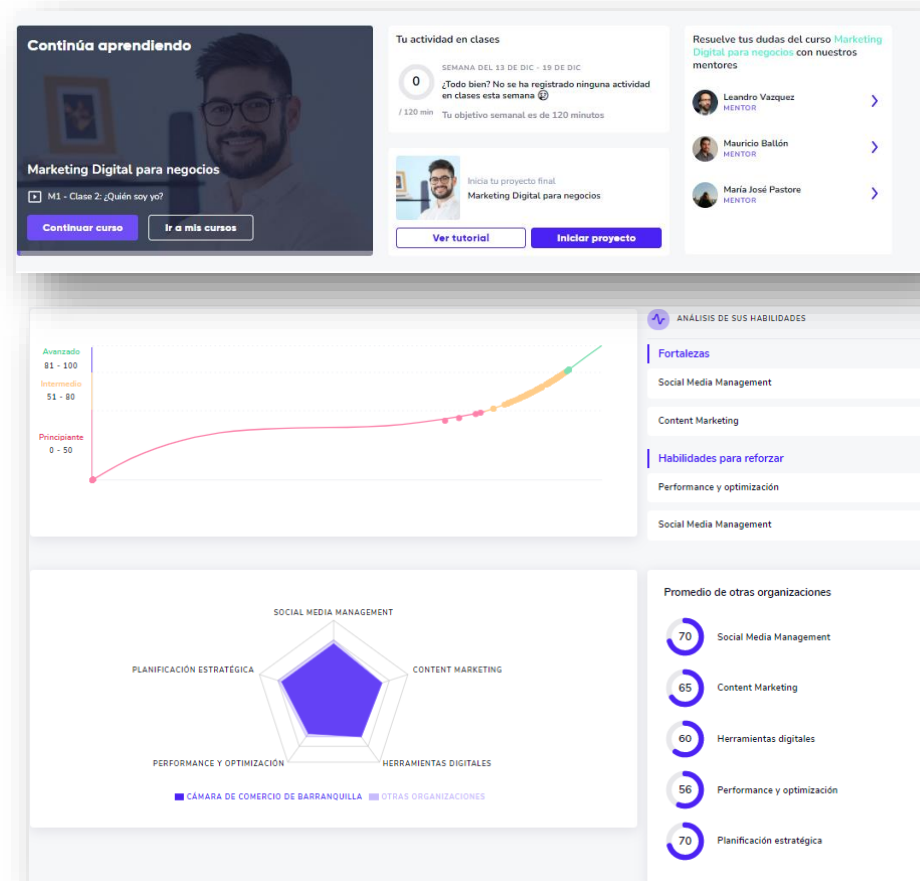 Continúa aprendiendo
Marketing Digital para negocios
M1 - Clase 2: ¿Quién soy yo?
Continuar curso
Ir a mis cursos
Tu actividad en clases
0
/ 120 min
SEMANA DEL 13 DE DIC - 19 DE DIC
¿Todo bien? No se ha registrado ninguna actividad
en clases esta semana
Tu objetivo semanal es de 120 minutos
Inicia tu proyecto final
Marketing Digital para negocios
Ver tutorial
Iniciar proyecto
Resuelve tus dudas del curso Marketing
Digital para negocios con nuestros
mentores
Leandro Vazquez
MENTOR
Mauricio Ballón
MENTOR
María José Pastore
MENTOR
Avanzado
81 - 100
Intermedio
51 - 80
Principiante
0 - 50
ANÁLISIS DE SUS HABILIDADES
Fortalezas
Social Media Management
Content Marketing
Habilidades para reforzar
Performance y optimización
Social Media Management
SOCIAL MEDIA MANAGEMENT
PLANIFICACIÓN ESTRATÉGICA
CONTENT MARKETING
PERFORMANCE Y OPTIMIZACIÓN
HERRAMIENTAS DIGITALES
CÁMARA DE COMERCIO DE BARRANQUILLA
OTRAS ORGANIZACIONES
Promedio de otras organizaciones
70 Social Media Management
65 Content Marketing
60 Herramientas digitales
56 Performance y optimización
70 Planificación estratégica